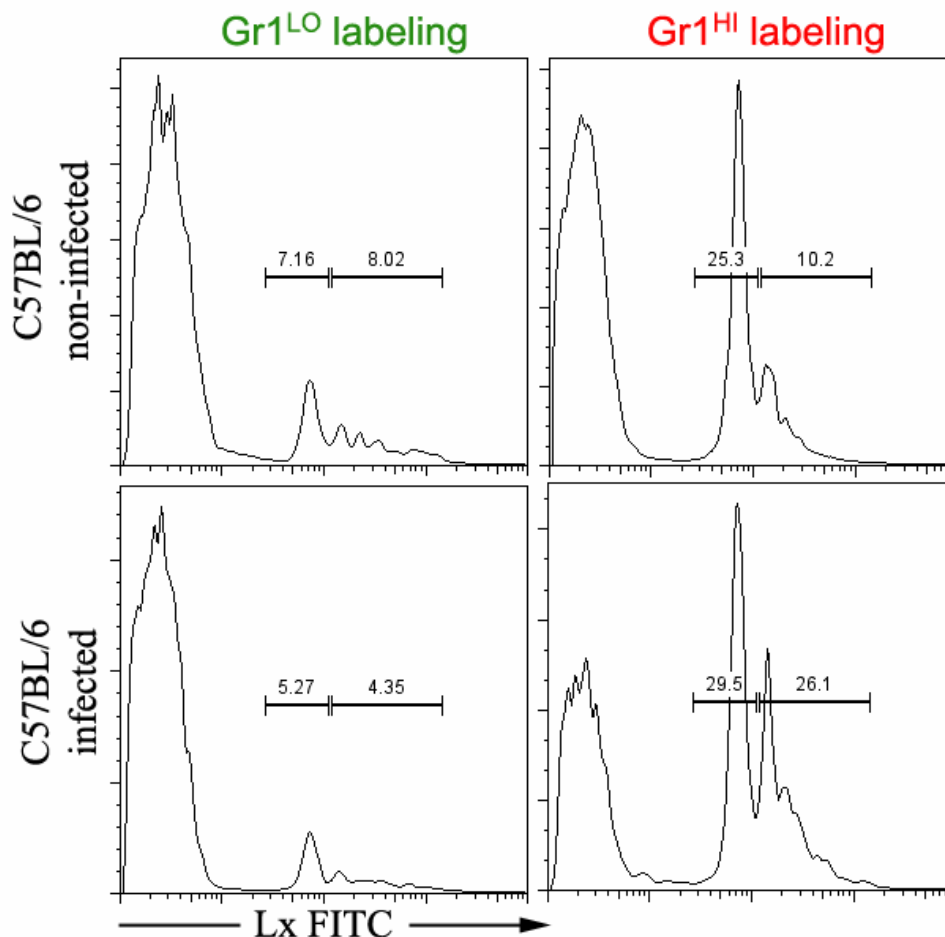 Gr1LO labeling
Gr1HI labeling
C57BL/6
non-infected
7.16
8.02
25.3
10.2
C57BL/6
infected
5.27
4.35
29.5
26.1
Lx FITC